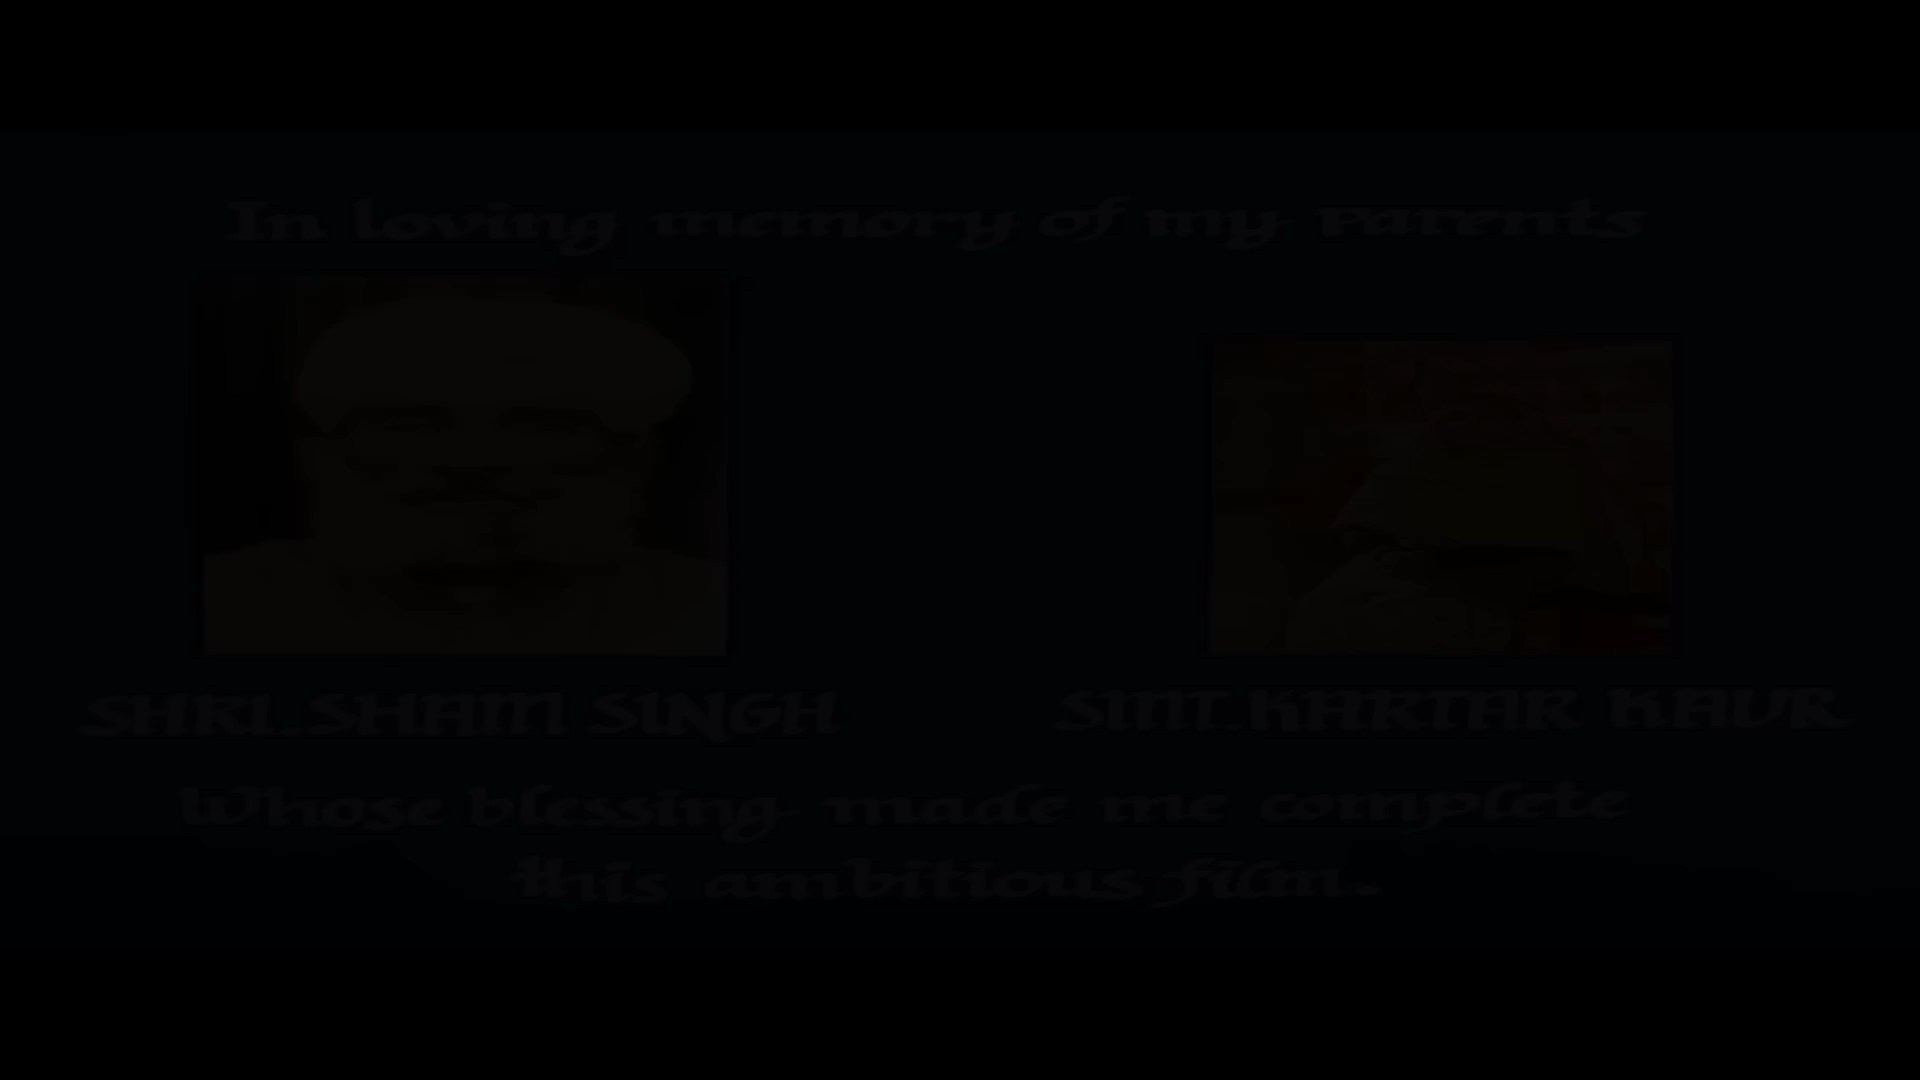 In loving memory of my parents
SHRI.SHAM SINGH SMT.KARTAR KAUR
Whose blessing made me complete
this ambitious film.